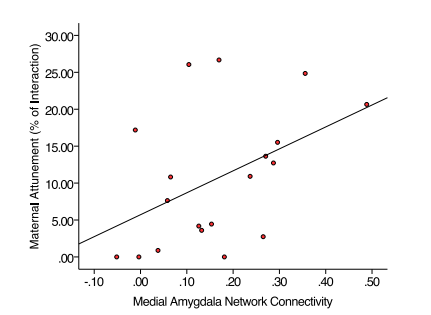 30.00
25.00
20.00
15.00
10.00
5.00
.00
Maternal Attunement (% of Interaction)
-.10 .00 .10 .20 .30 .40 .50
Medial Amygdala Network Connectivity